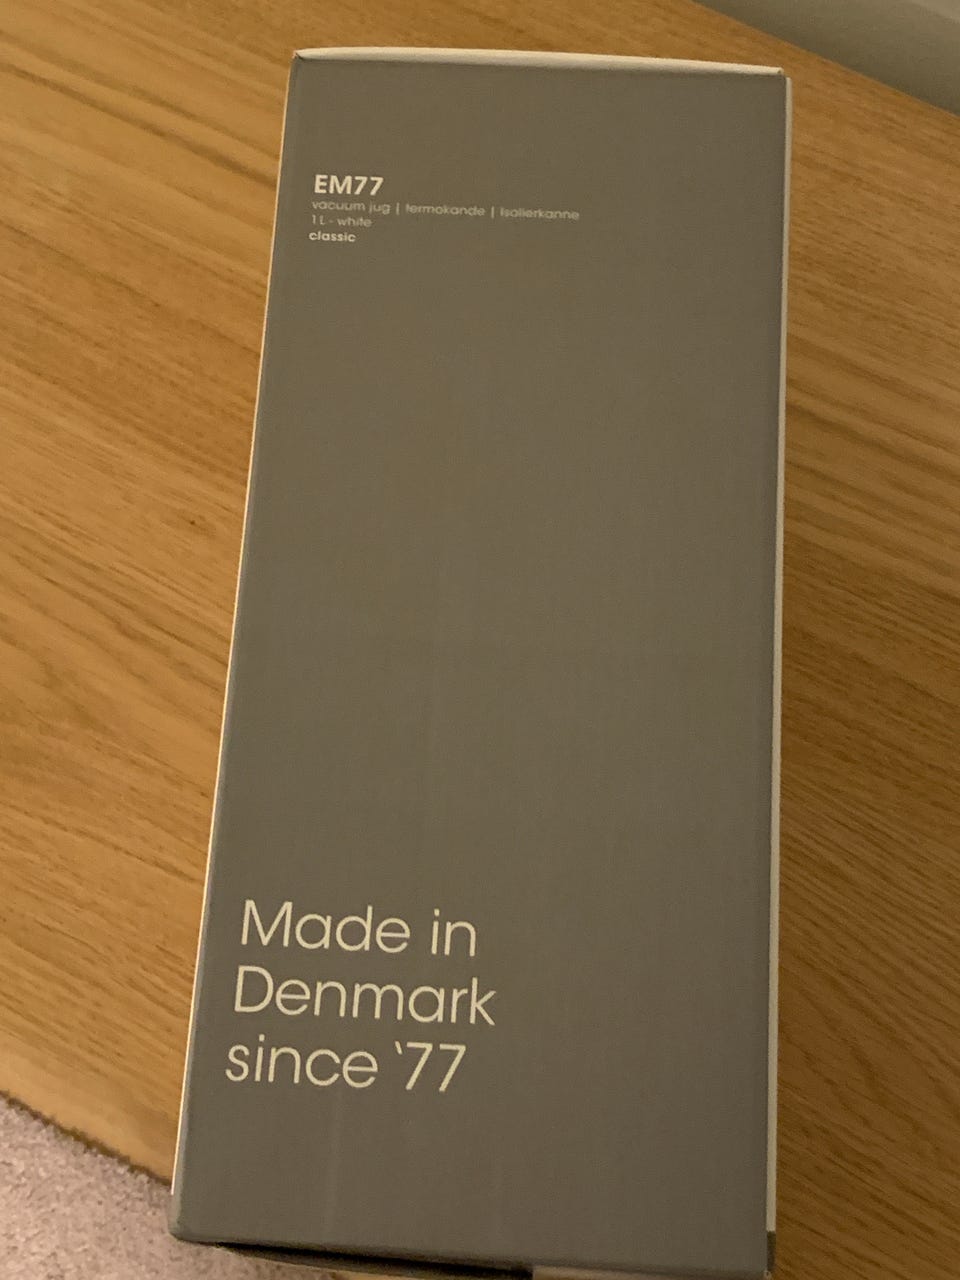 EM77
vacuum jug | termokande | Isolierkanne
1 L - white
classic
Made in
Denmark
since ‘77